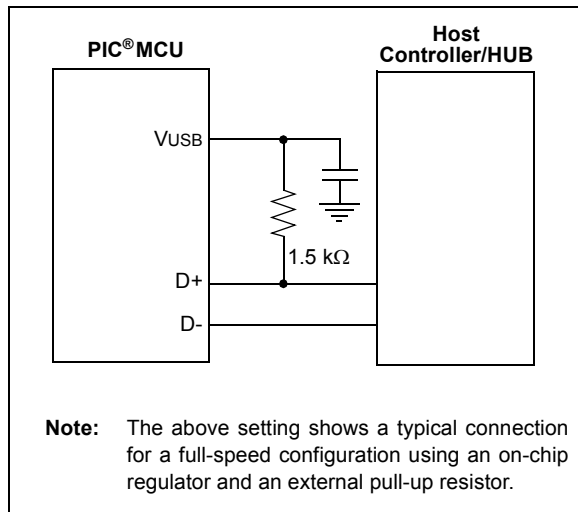 PIC®MCU
Host
Controller/HUB
VUSB
1.5 kΩ
D+
D-
Note: The above setting shows a typical connection
for a full-speed configuration using an on-chip
regulator and an external pull-up resistor.